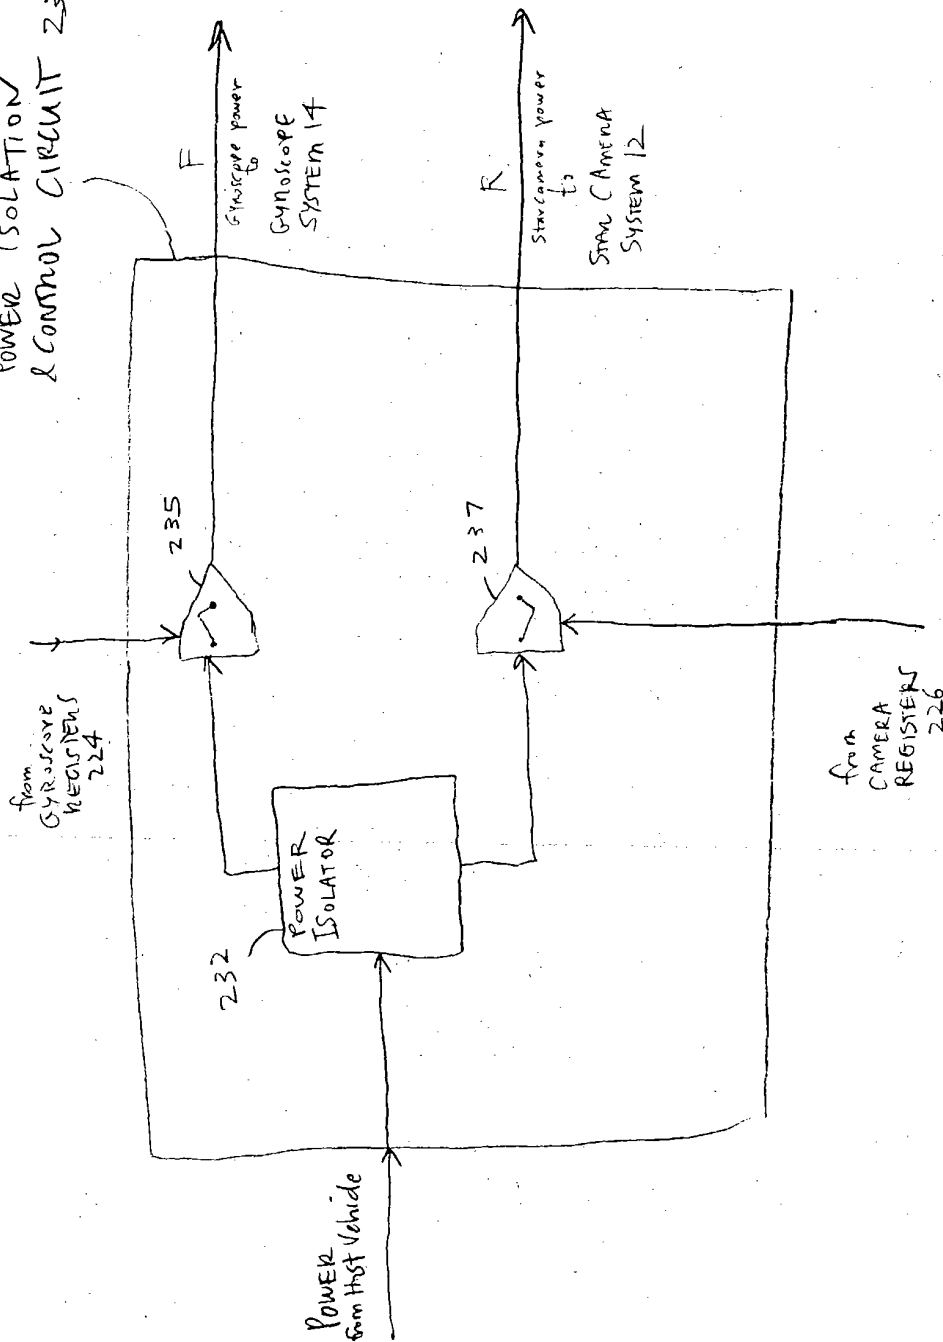 POWER ISOLATION
& CONTROL CIRCUIT
F
Gyroscope power
to
GYROSCOPE
SYSTEM 14
R
Star camera power
to
STAR CAMERA
SYSTEM 12
235
237
from
GYROSCOPE
REGISTERS
224
from
CAMERA
REGISTERS
226
POWER
ISOLATOR
232
POWER
from Host Vehicle